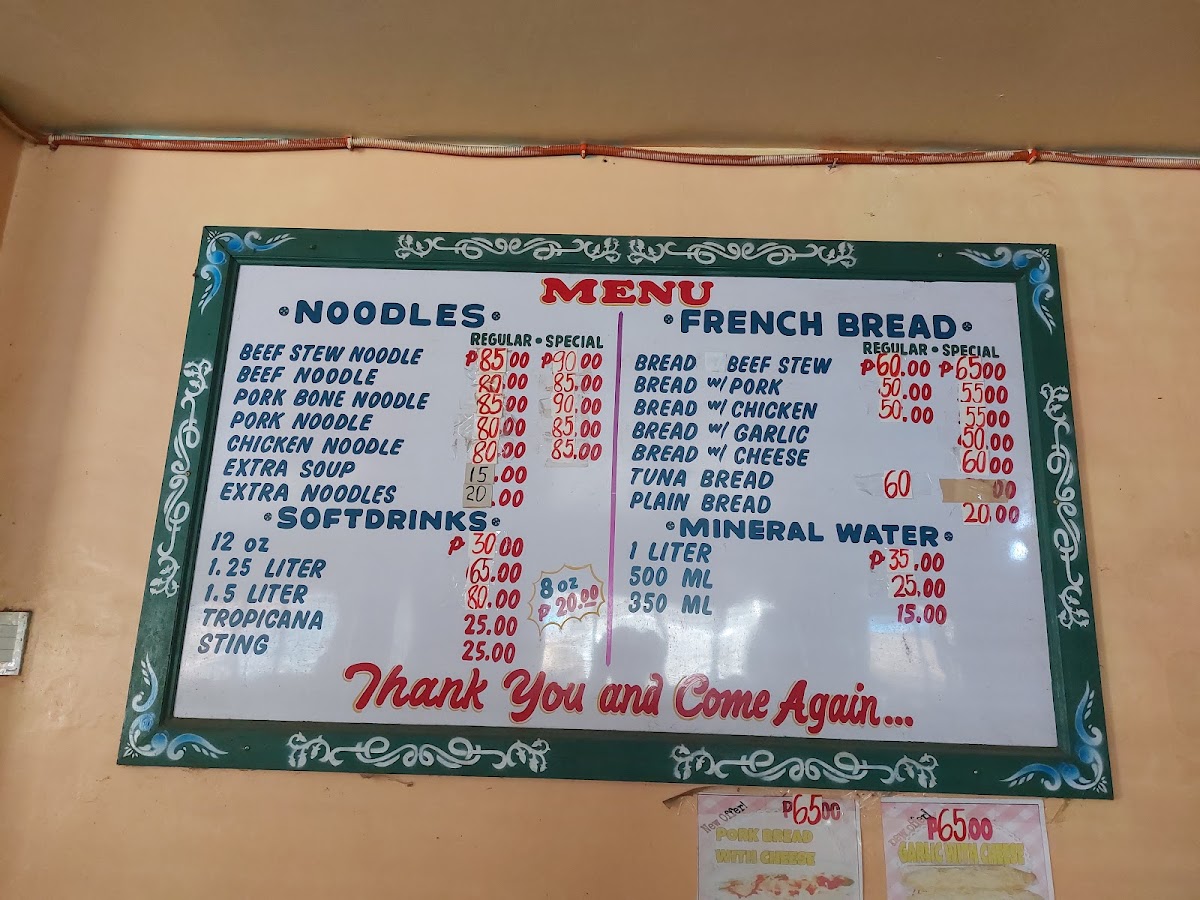 MENU
NOODLES
REGULAR • SPECIAL
BEEF STEW NOODLE ₱85.00 ₱90.00
BEEF NOODLE 80.00 85.00
PORK BONE NOODLE 85.00 90.00
PORK NOODLE 80.00 85.00
CHICKEN NOODLE 80.00 85.00
EXTRA SOUP 15.00
EXTRA NOODLES 20.00
SOFTDRINKS
12 oz ₱30.00
1.25 LITER 65.00
1.5 LITER 80.00
TROPICANA 25.00
STING 25.00
8 oz
₱20.00
FRENCH BREAD
REGULAR • SPECIAL
BREAD BEEF STEW ₱60.00 ₱65.00
BREAD w/ PORK 50.00 55.00
BREAD w/ CHICKEN 50.00 55.00
BREAD w/ GARLIC 50.00
BREAD w/ CHEESE 60.00
TUNA BREAD 60 00
PLAIN BREAD 20.00
MINERAL WATER
1 LITER ₱35.00
500 ML 25.00
350 ML 15.00
Thank You and Come Again...
New Offer! ₱65.00
PORK BREAD
WITH CHEESE
₱65.00
GARLIC WITH CHEESE